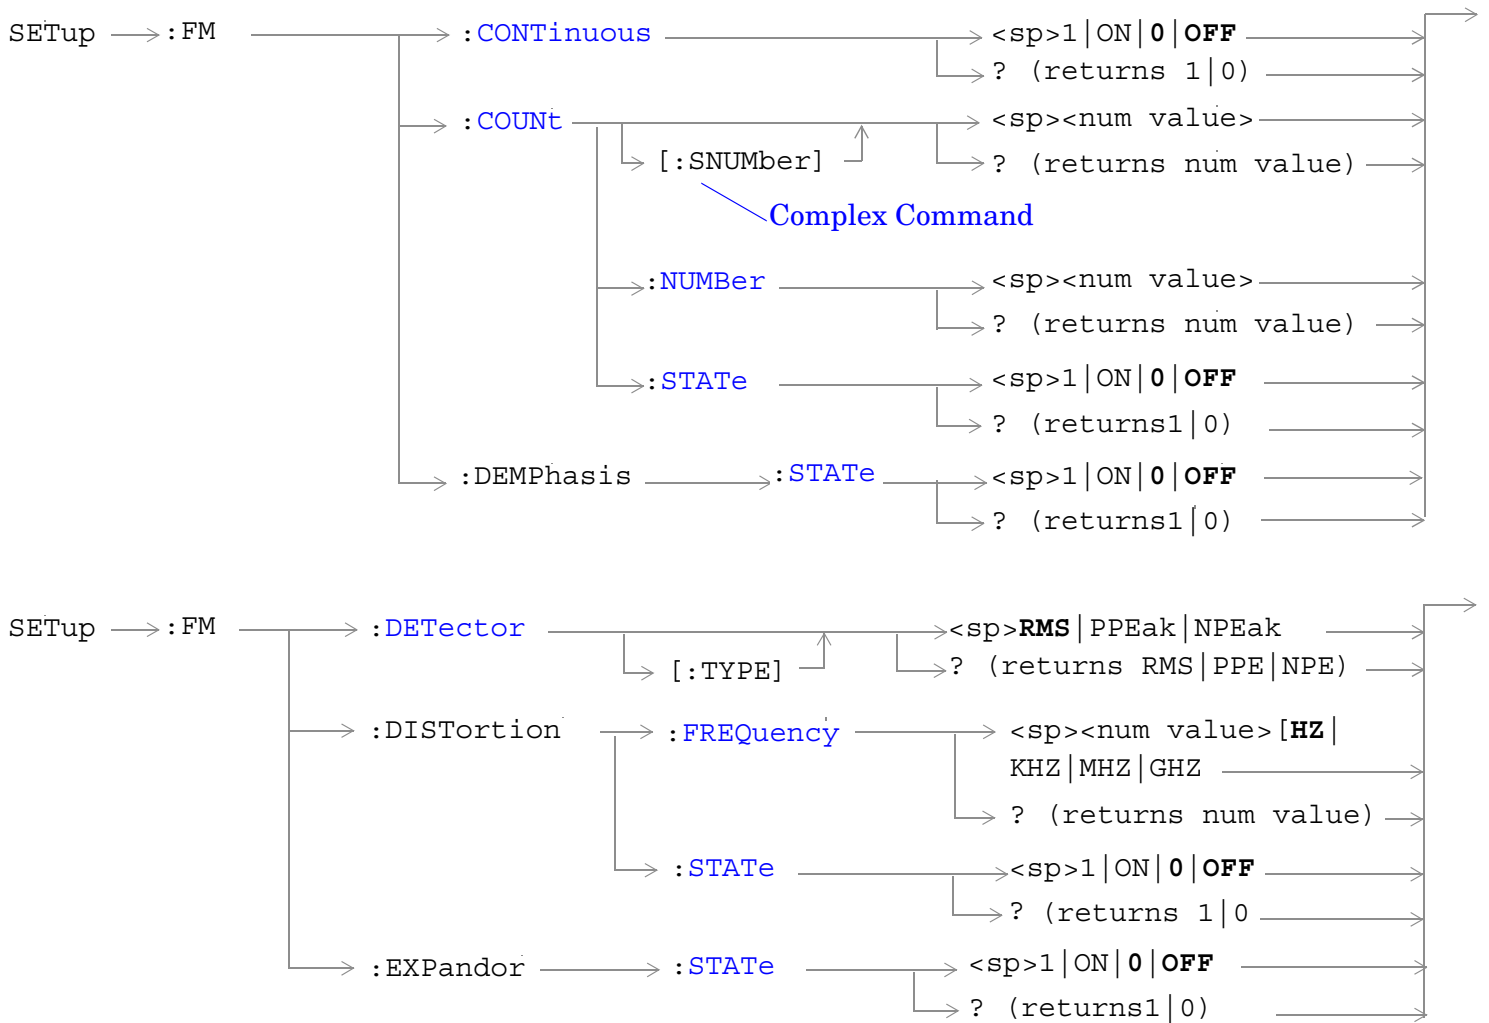 SETup :FM :CONTinuous <sp>1|ON|0|OFF
? (returns 1|0)
:COUNt <sp><num value>
[:SNUMber] ? (returns num value)
Complex Command
:NUMBer <sp><num value>
? (returns num value)
:STATe <sp>1|ON|0|OFF
? (returns1|0)
:DEMPhasis :STATe <sp>1|ON|0|OFF
? (returns1|0)
SETup :FM :DETector <sp>RMS|PPEak|NPEak
[:TYPE] ? (returns RMS|PPE|NPE)
:DISTortion :FREQuency <sp><num value>[HZ|
KHZ|MHZ|GHZ
? (returns num value)
:STATe <sp>1|ON|0|OFF
? (returns 1|0
:EXPandor :STATe <sp>1|ON|0|OFF
? (returns1|0)